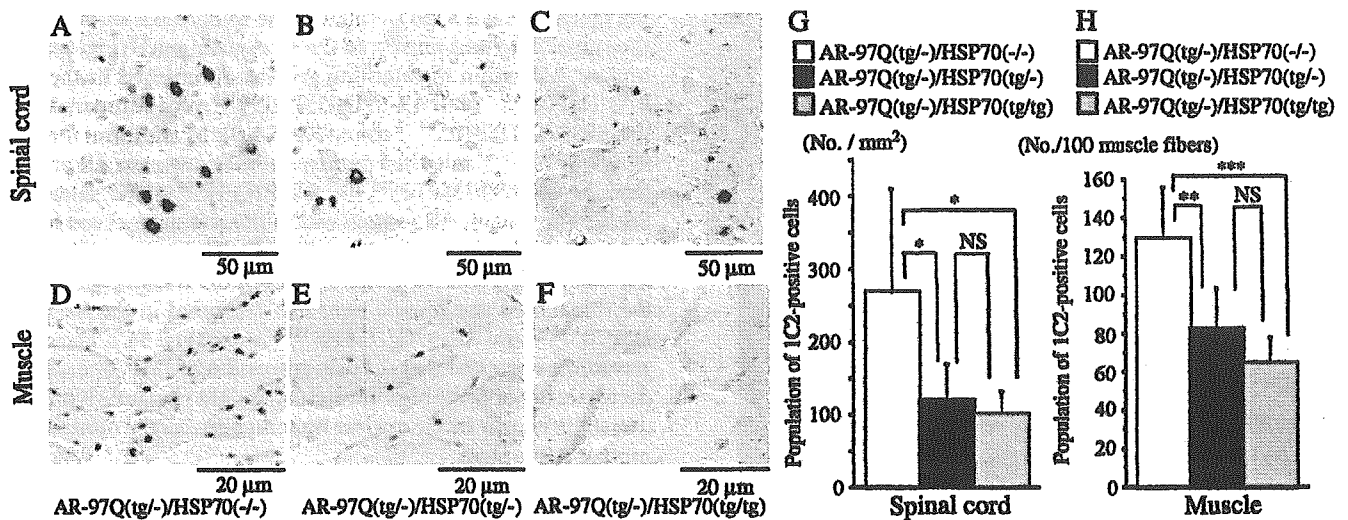 A
B
C
Spinal cord
50 µm
50 µm
50 µm
D
E
F
Muscle
20 µm
20 µm
20 µm
AR-97Q(tg/-)/HSP70(-/-)
AR-97Q(tg/-)/HSP70(tg/-)
AR-97Q(tg/-)/HSP70(tg/tg)
G
AR-97Q(tg/-)/HSP70(-/-)
AR-97Q(tg/-)/HSP70(tg/-)
AR-97Q(tg/-)/HSP70(tg/tg)
(No. / mm²)
Population of 1C2-positive cells
400
300
200
100
0
*
*
NS
Spinal cord
H
AR-97Q(tg/-)/HSP70(-/-)
AR-97Q(tg/-)/HSP70(tg/-)
AR-97Q(tg/-)/HSP70(tg/tg)
(No./100 muscle fibers)
Population of 1C2-positive cells
160
140
120
100
80
60
40
20
0
***
**
NS
Muscle